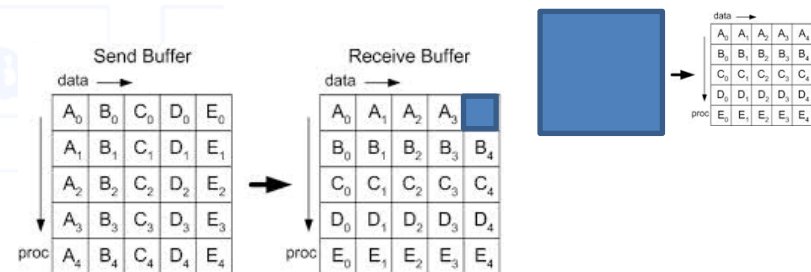 Send Buffer
data
A₀ B₀ C₀ D₀ E₀
A₁ B₁ C₁ D₁ E₁
A₂ B₂ C₂ D₂ E₂
A₃ B₃ C₃ D₃ E₃
proc A₄ B₄ C₄ D₄ E₄
Receive Buffer
data
A₀ A₁ A₂ A₃
B₀ B₁ B₂ B₃ B₄
C₀ C₁ C₂ C₃ C₄
D₀ D₁ D₂ D₃ D₄
proc E₀ E₁ E₂ E₃ E₄
data
A₀ A₁ A₂ A₃ A₄
B₀ B₁ B₂ B₃ B₄
C₀ C₁ C₂ C₃ C₄
D₀ D₁ D₂ D₃ D₄
proc E₀ E₁ E₂ E₃ E₄